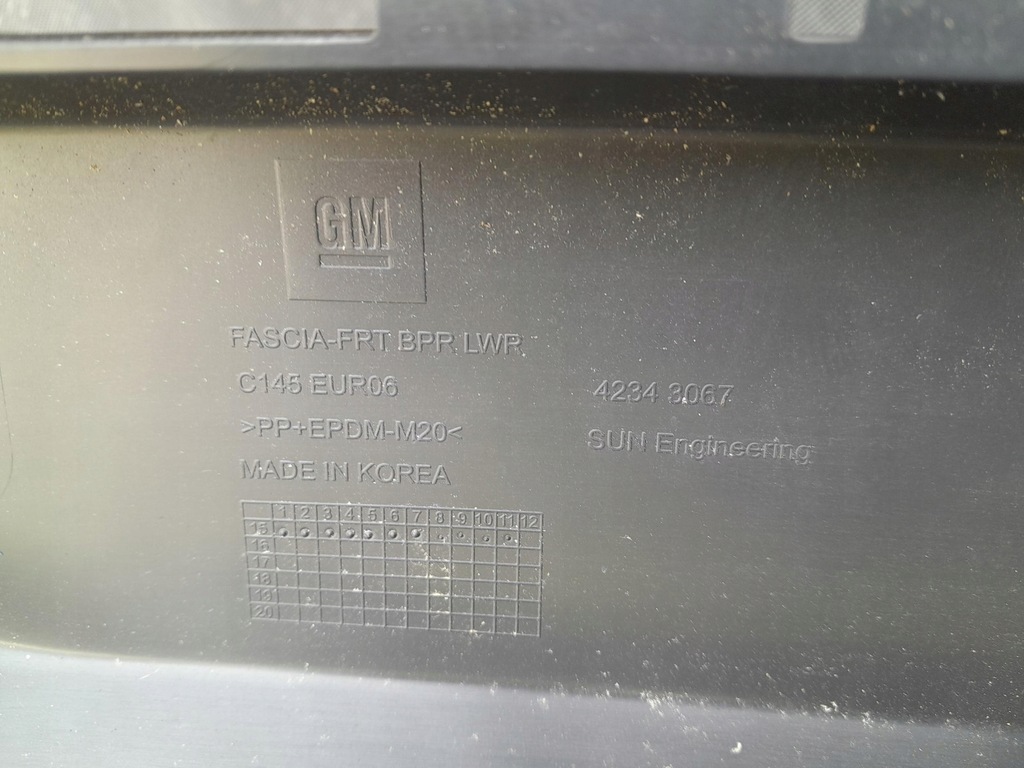 GM
FASCIA-FRT BPR LWR
C145 EUR06
4234 3067
>PP+EPDM-M20<
SUN Engineering
MADE IN KOREA
1 2 3 4 5 6 7 8 9 10 11 12
15
16
17
18
19
20